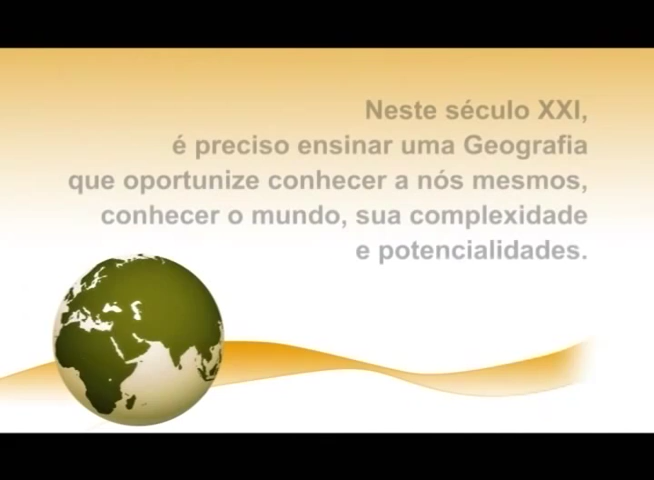 Neste século XXI,
é preciso ensinar uma Geografia
que oportunize conhecer a nós mesmos,
conhecer o mundo, sua complexidade
e potencialidades.